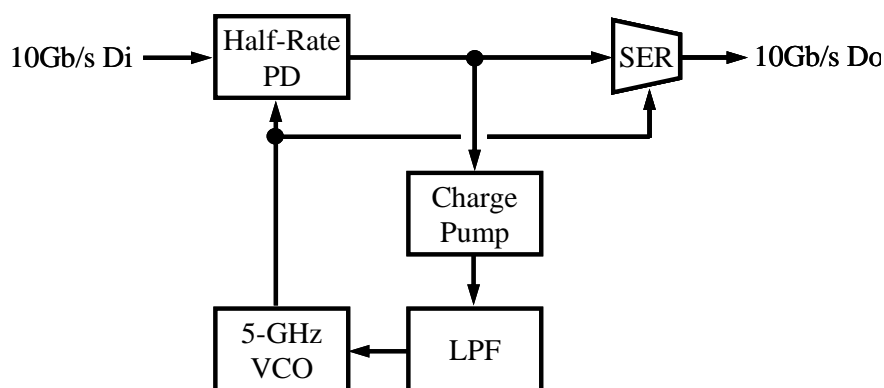 10Gb/s Di
Half-Rate
PD
SER
10Gb/s Do
Charge
Pump
5-GHz
VCO
LPF